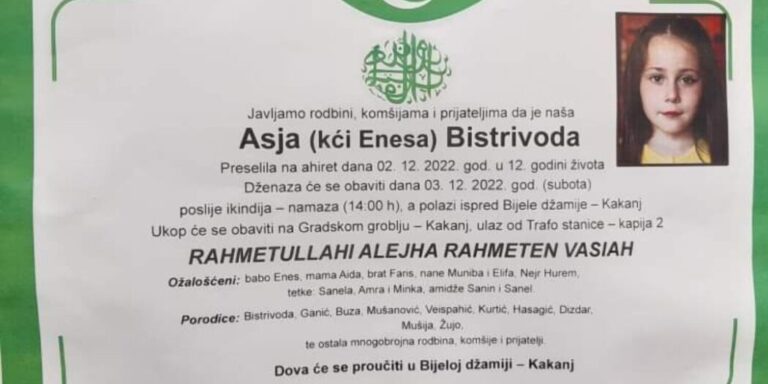 Javljamo rodbini, komšijama i prijateljima da je naša
Asja (kći Enesa) Bistrivoda
Preselila na ahiret dana 02. 12. 2022. god. u 12. godini života
Dženaza će se obaviti dana 03. 12. 2022. god. (subota)
poslije ikindija – namaza (14:00 h), a polazi ispred Bijele džamije – Kakanj
Ukop će se obaviti na Gradskom groblju – Kakanj, ulaz od Trafo stanice – kapija 2
RAHMETULLAHI ALEJHA RAHMETEN VASIAH
Ožalošćeni: babo Enes, mama Aida, brat Faris, nane Muniba i Elifa, Nejr Hurem,
tetke: Sanela, Amra i Minka, amidže Sanin i Sanel.
Porodice: Bistrivoda, Ganić, Buza, Mušanović, Veispahić, Kurtić, Hasagić, Dizdar,
Mušija, Žujo,
te ostala mnogobrojna rodbina, komšije i prijatelji.
Dova će se proučiti u Bijeloj džamiji – Kakanj